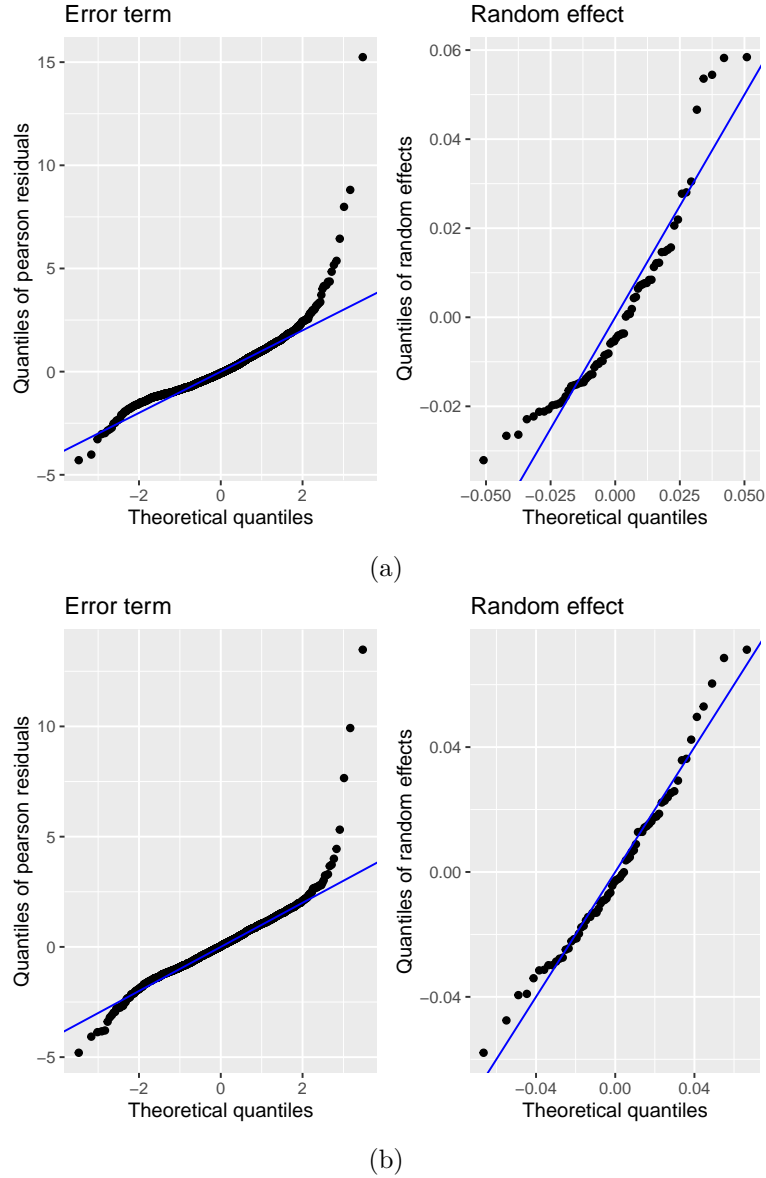 Error term
Random effect
Quantiles of pearson residuals
15
10
5
0
−5
−2
0
2
Theoretical quantiles
Quantiles of random effects
0.06
0.04
0.02
0.00
−0.02
−0.050
−0.025
0.000
0.025
0.050
Theoretical quantiles
(a)
Error term
Random effect
Quantiles of pearson residuals
10
5
0
−5
−2
0
2
Theoretical quantiles
Quantiles of random effects
0.04
0.00
−0.04
−0.04
0.00
0.04
Theoretical quantiles
(b)